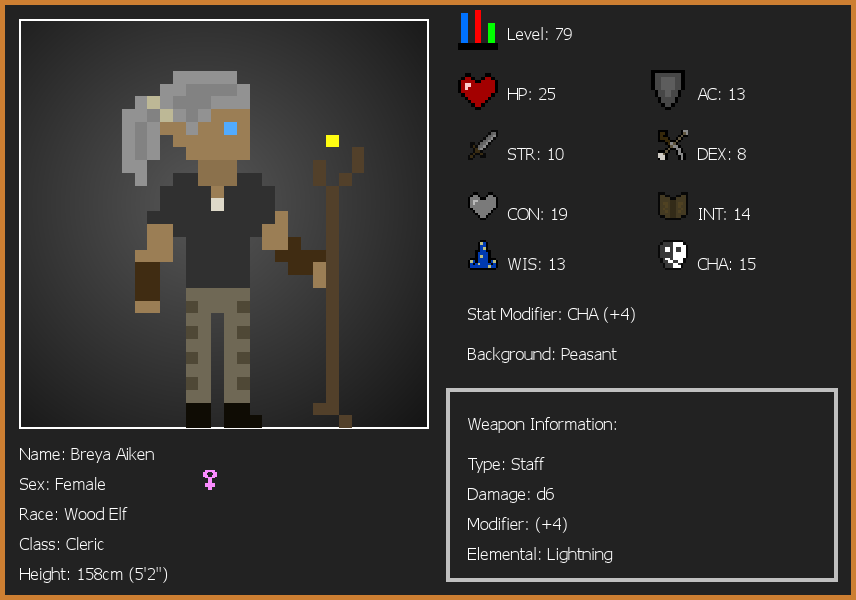 Level: 79
HP: 25
AC: 13
STR: 10
DEX: 8
CON: 19
INT: 14
WIS: 13
CHA: 15
Stat Modifier: CHA (+4)
Background: Peasant
Weapon Information:
Type: Staff
Damage: d6
Modifier: (+4)
Elemental: Lightning
Name: Breya Aiken
Sex: Female
Race: Wood Elf
Class: Cleric
Height: 158cm (5'2")